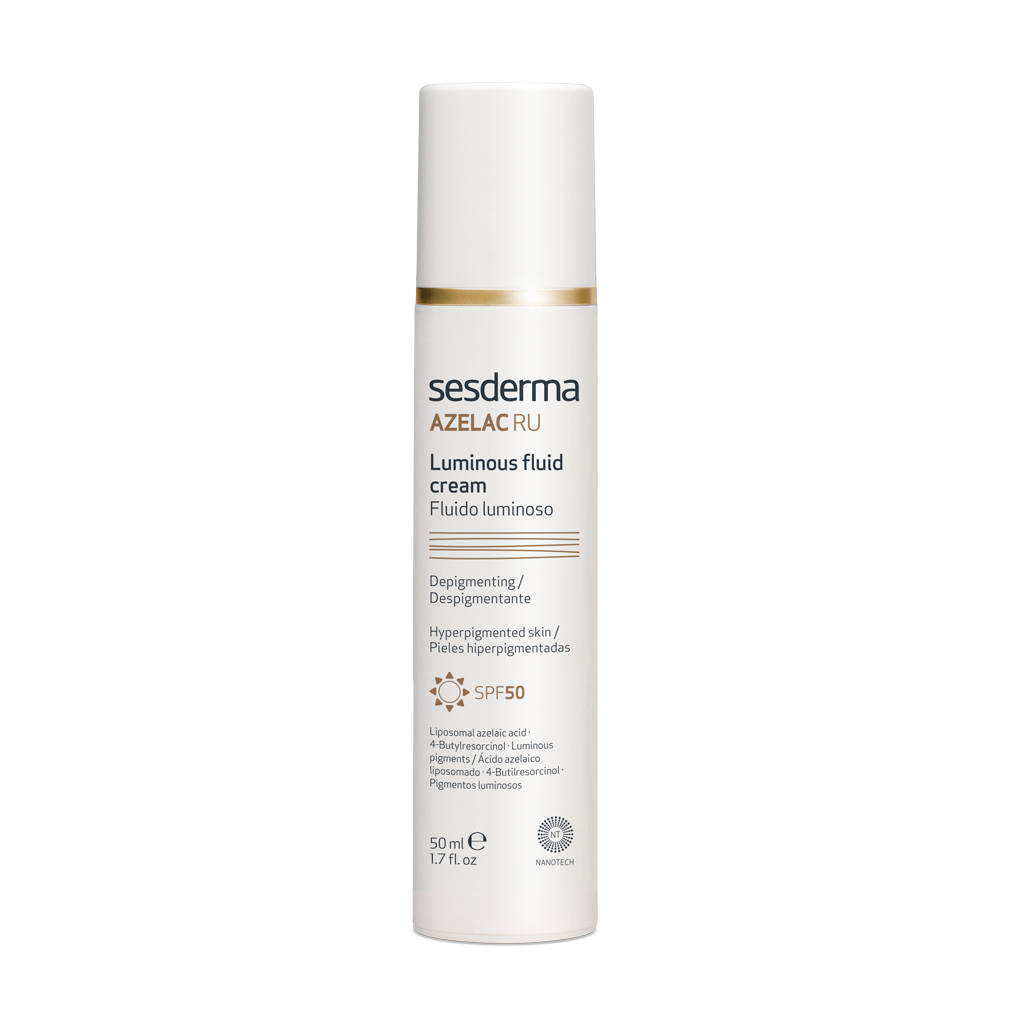 sesderma
AZELAC RU
Luminous fluid
cream
Fluido luminoso
Depigmenting /
Despigmentante
Hyperpigmented skin /
Pieles hiperpigmentadas
SPF50
Liposomal azelaic acid ·
4-Butylresorcinol · Luminous
pigments / Ácido azelaico
liposomado · 4-Butilresorcinol ·
Pigmentos luminosos
50 ml ℮
1.7 fl. oz
NT
NANOTECH